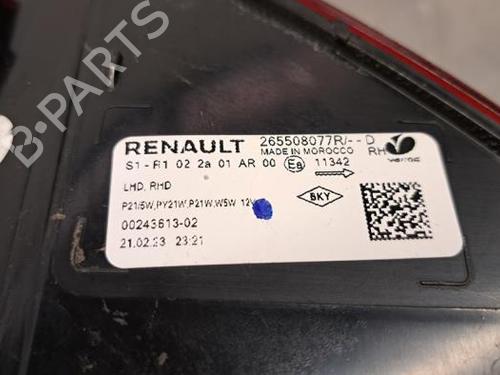 B-PARTS
RENAULT 265508077R/--D
MADE IN MOROCCO RH
S1-R1 02 2a 01 AR 00 E9 11342
LHD, RHD
P21/5W,PY21W,P21W,W5W 12V
BKY
00243613-02
21.02.23 23:21